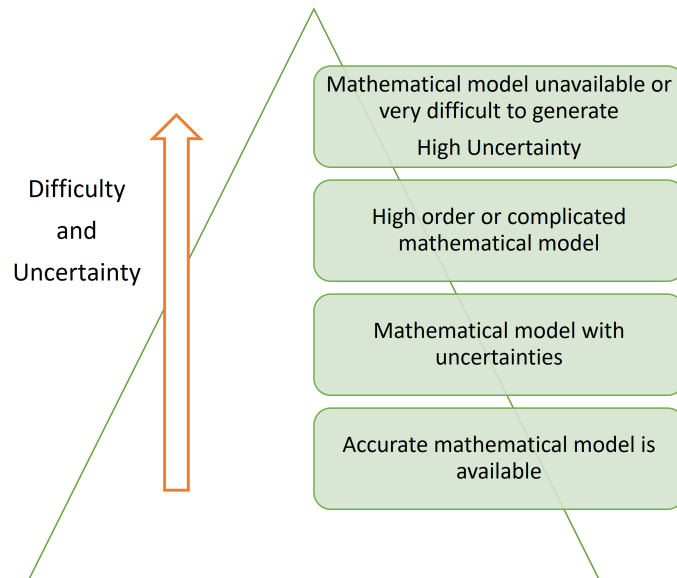 Mathematical model unavailable or
very difficult to generate
High Uncertainty
Difficulty
and
Uncertainty
High order or complicated
mathematical model
Mathematical model with
uncertainties
Accurate mathematical model is
available